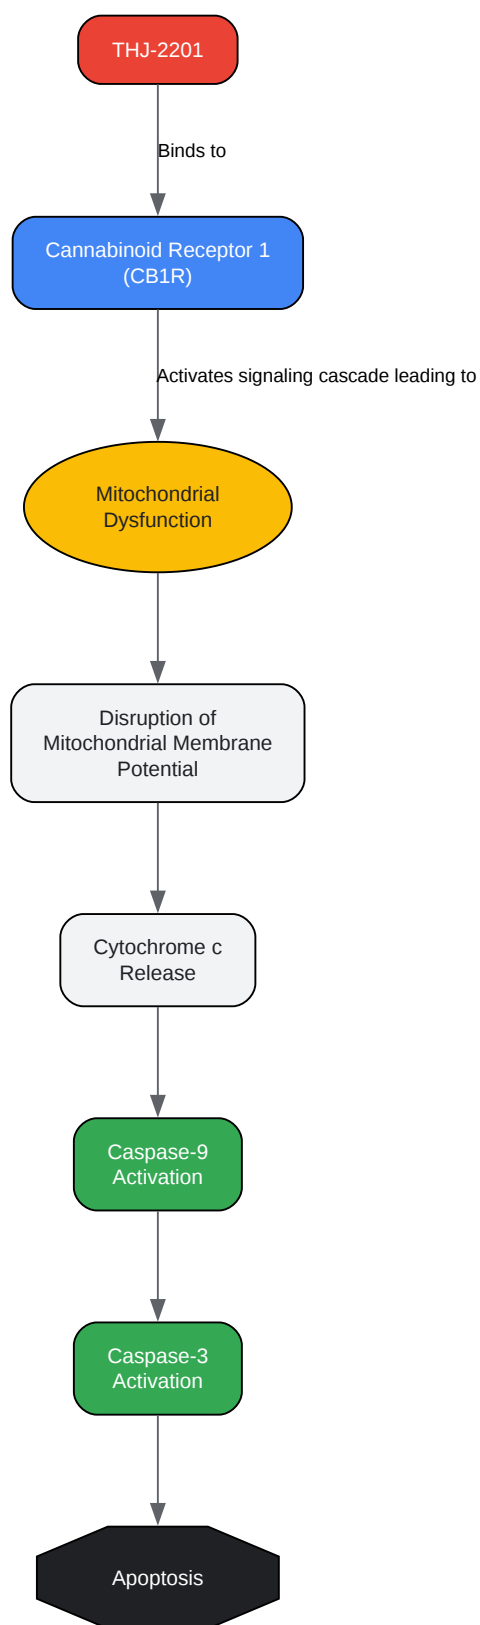 THJ-2201
Binds to
Cannabinoid Receptor 1
(CB1R)
Activates signaling cascade leading to
Mitochondrial
Dysfunction
Disruption of
Mitochondrial Membrane
Potential
Cytochrome c
Release
Caspase-9
Activation
Caspase-3
Activation
Apoptosis